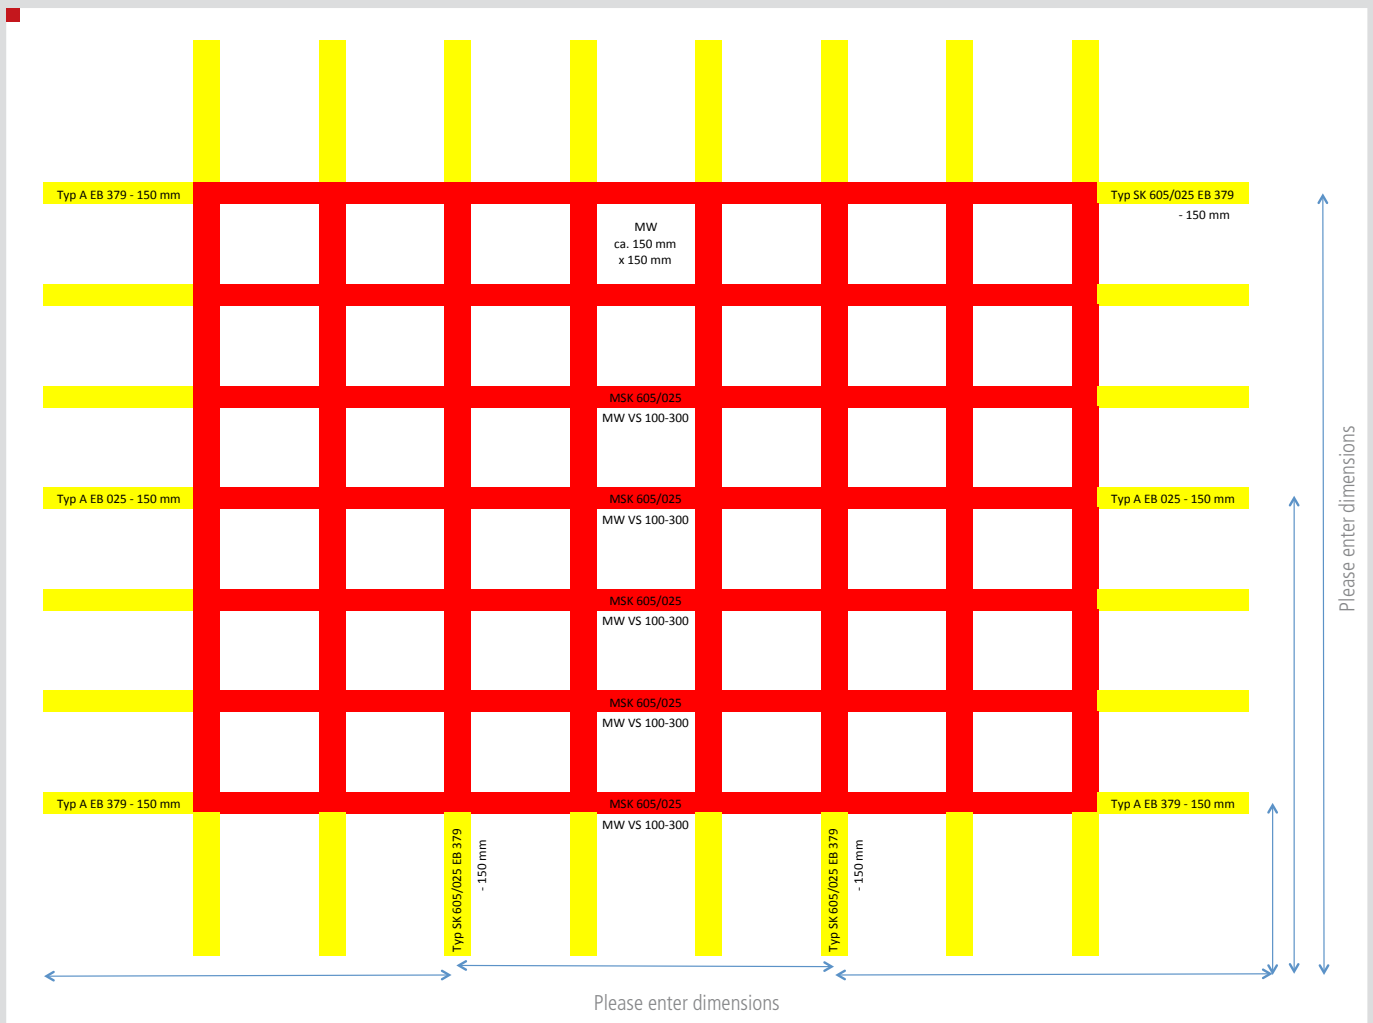 Typ A EB 379 - 150 mm
Typ SK 605/025 EB 379
- 150 mm
MW
ca. 150 mm
x 150 mm
MSK 605/025
MW VS 100-300
Typ A EB 025 - 150 mm
MSK 605/025
Typ A EB 025 - 150 mm
MW VS 100-300
MSK 605/025
MW VS 100-300
MSK 605/025
MW VS 100-300
Typ A EB 379 - 150 mm
MSK 605/025
Typ A EB 379 - 150 mm
MW VS 100-300
Typ SK 605/025 EB 379
- 150 mm
Typ SK 605/025 EB 379
- 150 mm
Please enter dimensions
Please enter dimensions